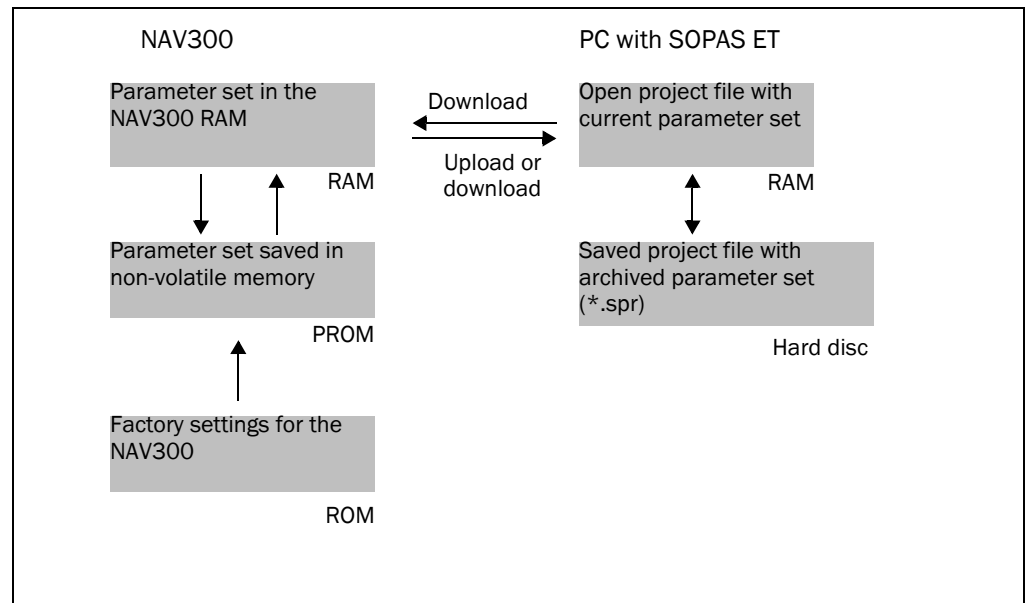 NAV300
PC with SOPAS ET
Parameter set in the
NAV300 RAM
RAM
Download
Upload or
download
Open project file with
current parameter set
RAM
Parameter set saved in
non-volatile memory
PROM
Saved project file with
archived parameter set
(*.spr)
Hard disc
Factory settings for the
NAV300
ROM